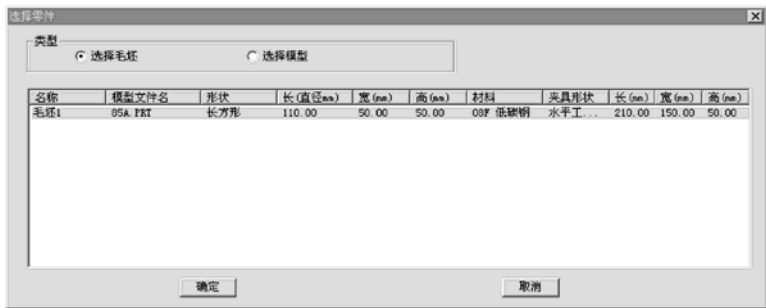 选择零件
类型
选择毛坯 选择模型
名称 模型文件名 形状 长(直径mm) 宽(mm) 高(mm) 材料 夹具形状 长(mm) 宽(mm) 高(mm)
毛坯1 85A.PRT 长方形 110.00 50.00 50.00 08F 低碳钢 水平工... 210.00 150.00 50.00
确定 取消